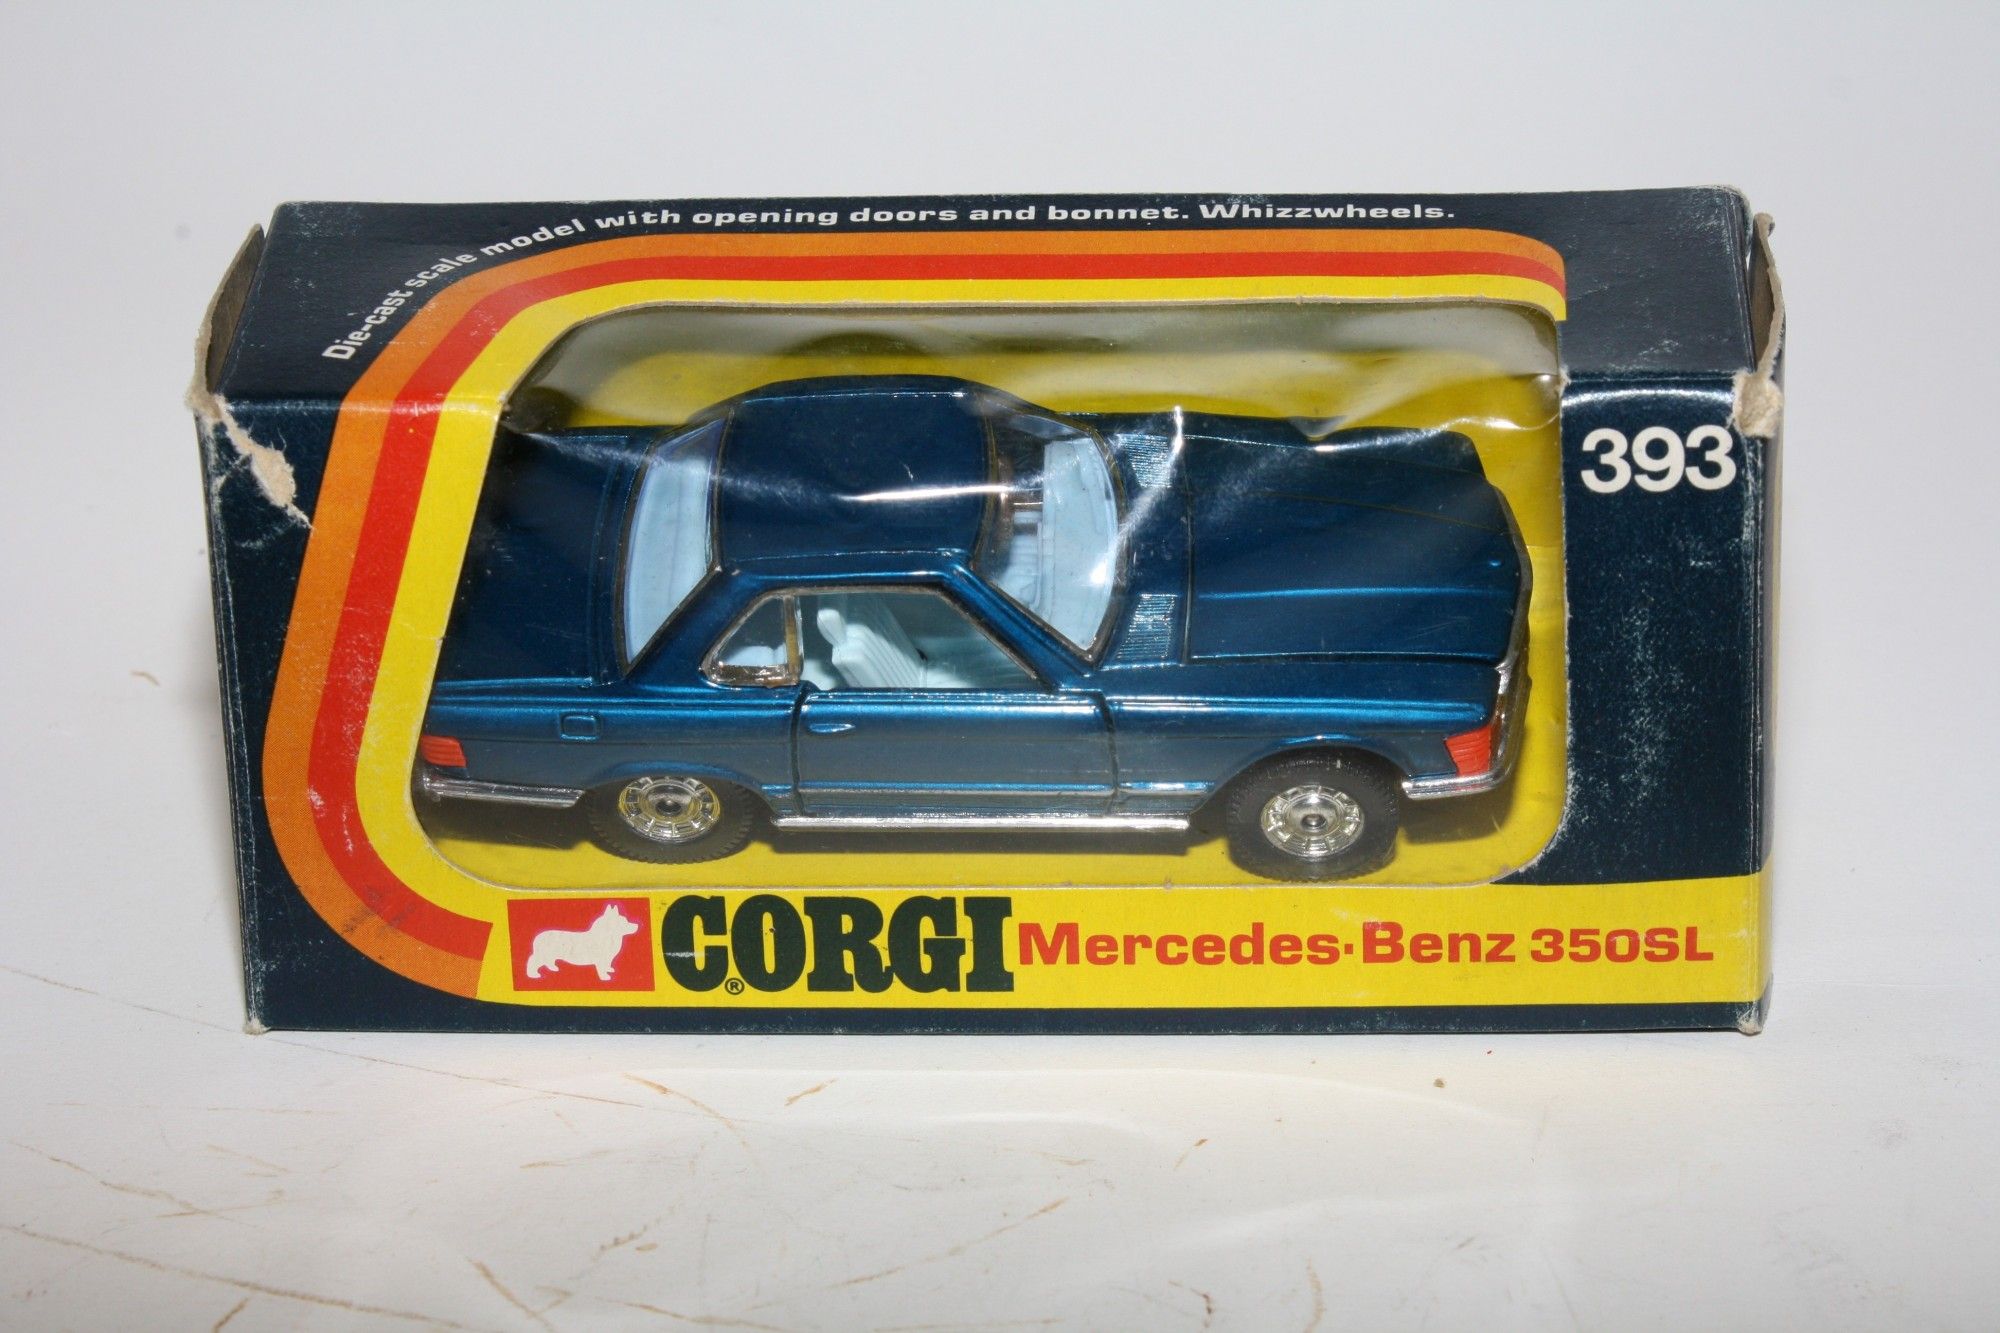 Die-cast scale model with opening doors and bonnet. Whizzwheels.
393
CORGI® Mercedes·Benz 350SL